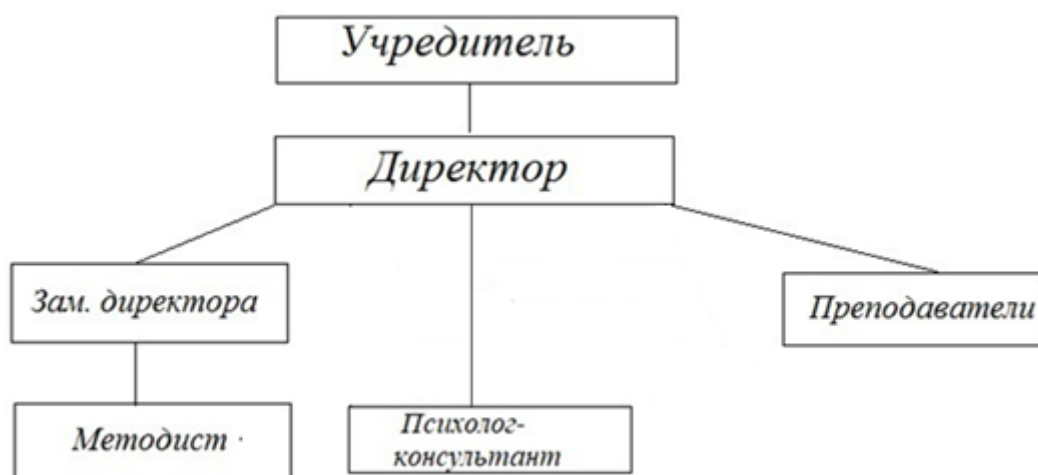 Учредитель
Директор
Зам. директора
Преподаватели
Методист
Психолог-
консультант